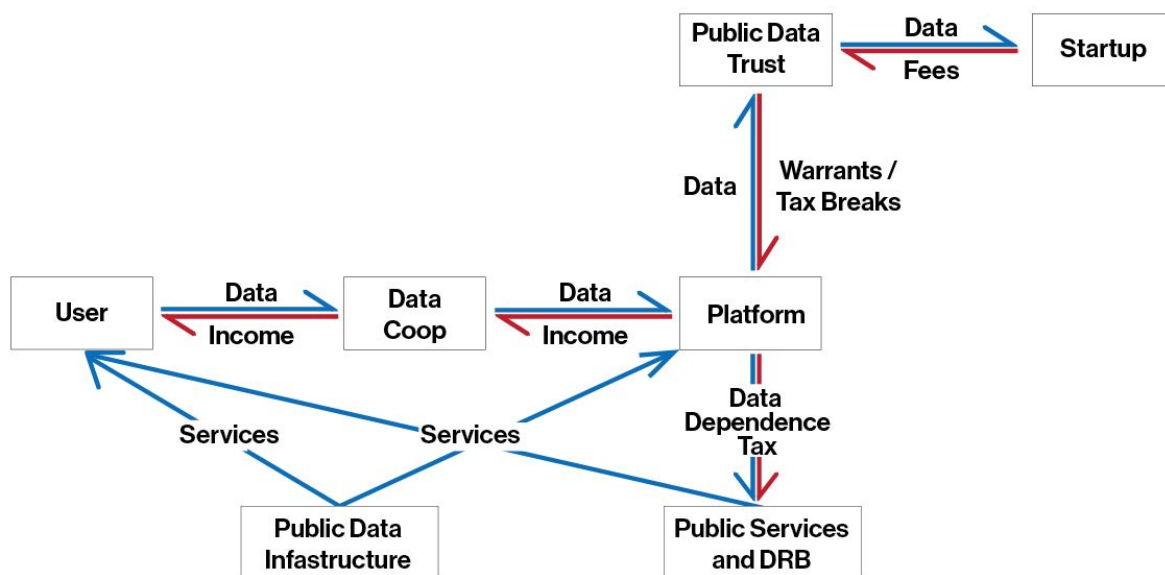 Public Data
Trust
Data
Fees
Startup
Data
Warrants /
Tax Breaks
User
Data
Income
Data
Coop
Data
Income
Platform
Services
Services
Data
Dependence
Tax
Public Data
Infastructure
Public Services
and DRB